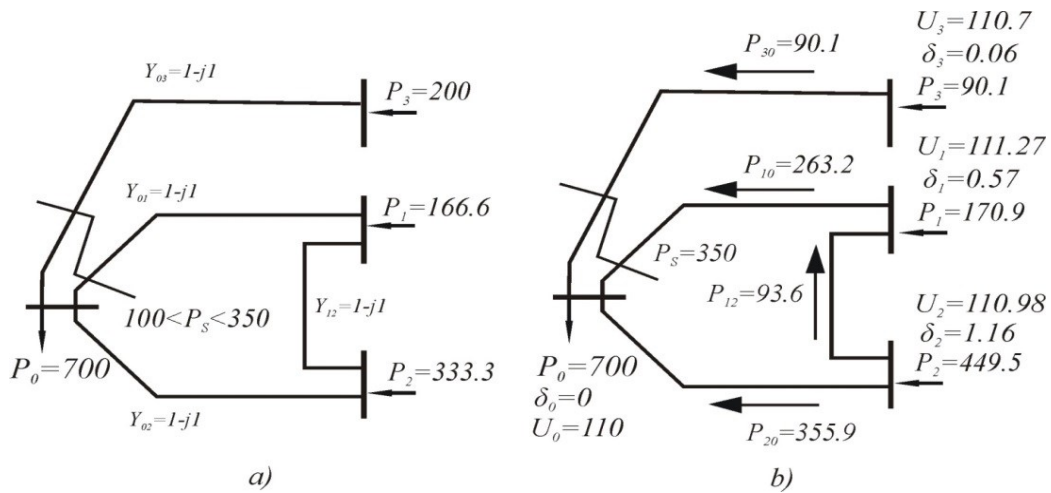 Y₀₃=1-j1
P₃=200
Y₀₁=1-j1
P₁=166.6
Y₁₂=1-j1
100<Pₛ<350
P₀=700
P₂=333.3
Y₀₂=1-j1
a)
U₃=110.7
P₃₀=90.1
δ₃=0.06
P₃=90.1
U₁=111.27
P₁₀=263.2
δ₁=0.57
P₁=170.9
Pₛ=350
P₁₂=93.6
U₂=110.98
δ₂=1.16
P₀=700
P₂=449.5
δ₀=0
U₀=110
P₂₀=355.9
b)